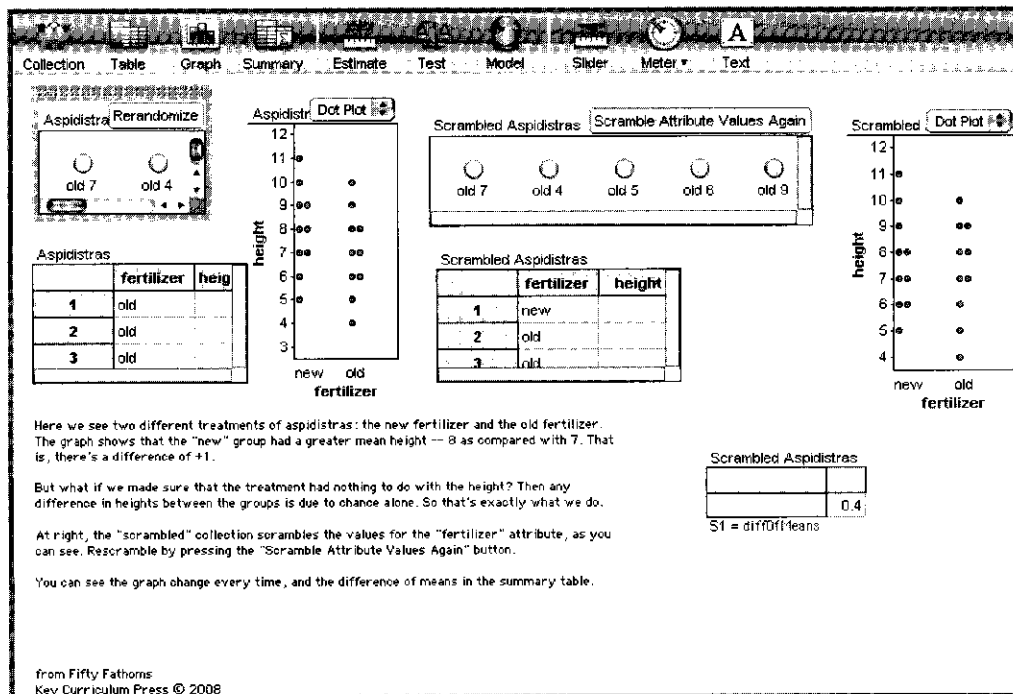 A
Collection Table Graph Summary Estimate Test Model Slider Meter Text
Aspidistra Rerandomize
old 7 old 4
Aspidistr Dot Plot
12
11
10
9
8
7
6
5
4
3
height
new old
fertilizer
Scrambled Aspidistras Scramble Attribute Values Again
old 7 old 4 old 5 old 6 old 9
Scrambled Dot Plot
12
11
10
9
8
7
6
5
4
height
new old
fertilizer
Aspidistras
fertilizer heig
1 old
2 old
3 old
Scrambled Aspidistras
fertilizer height
1 new
2 old
3 old
Here we see two different treatments of aspidistras: the new fertilizer and the old fertilizer.
The graph shows that the "new" group had a greater mean height -- 8 as compared with 7. That
is, there's a difference of +1.
But what if we made sure that the treatment had nothing to do with the height? Then any
difference in heights between the groups is due to chance alone. So that's exactly what we do.
At right, the "scrambled" collection scrambles the values for the "fertilizer" attribute, as you
can see. Rescramble by pressing the "Scramble Attribute Values Again" button.
You can see the graph change every time, and the difference of means in the summary table.
Scrambled Aspidistras
0.4
S1 = diffOfMeans
from Fifty Fathoms
Key Curriculum Press © 2008